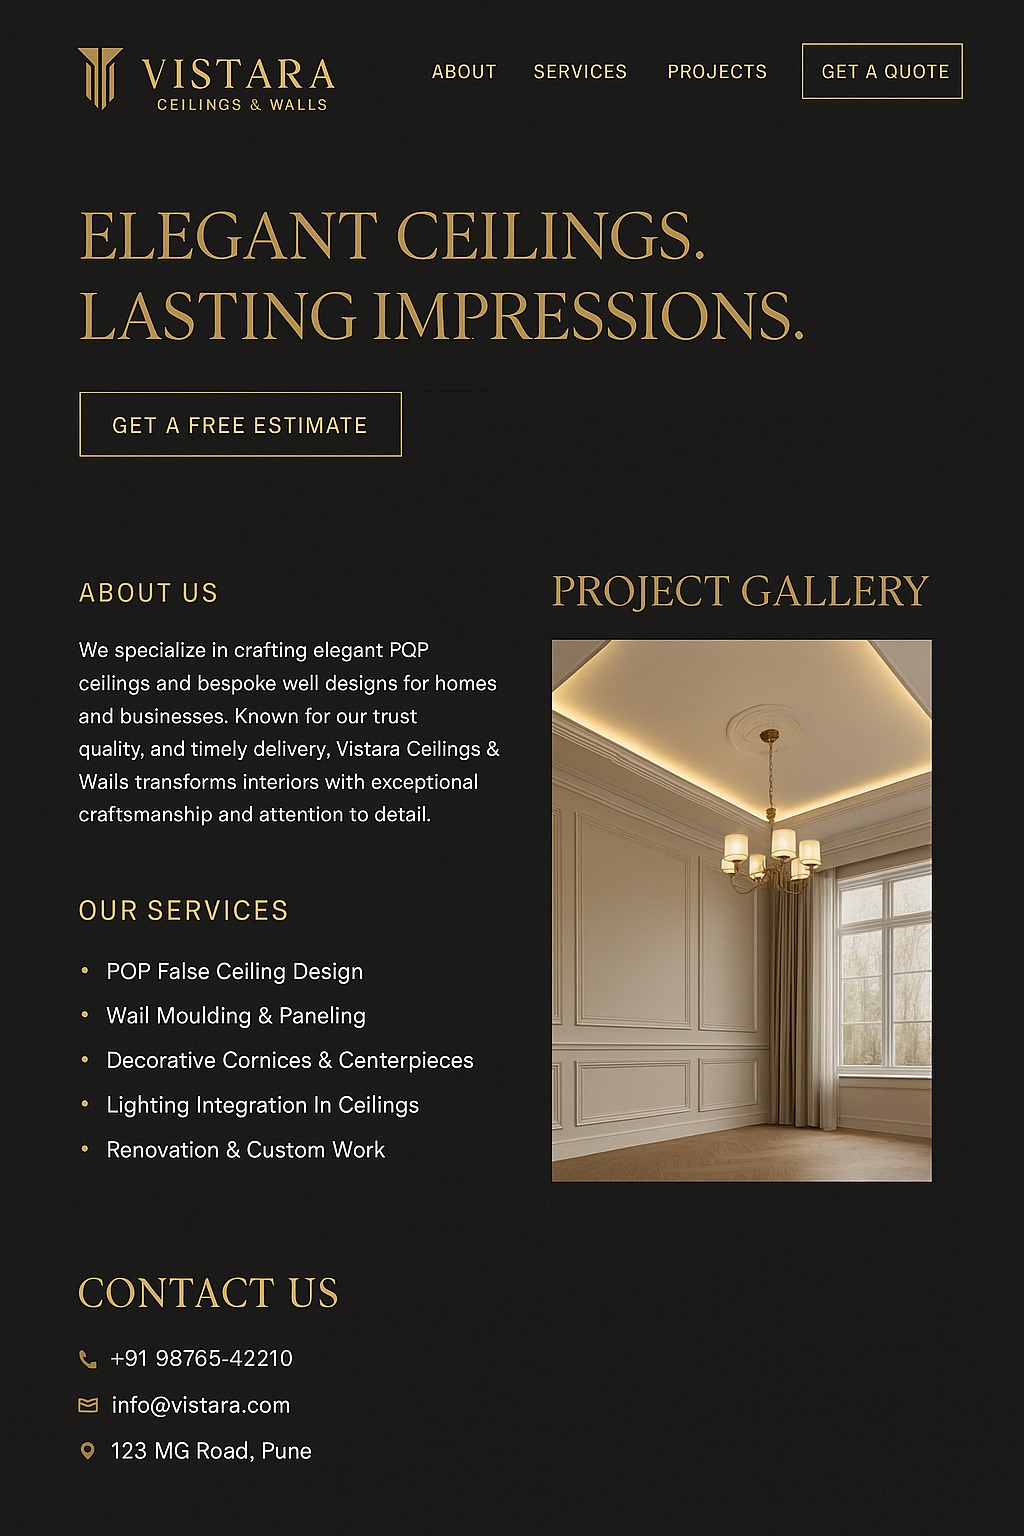 VISTARA
CEILINGS & WALLS
ABOUT
SERVICES
PROJECTS
GET A QUOTE
ELEGANT CEILINGS.
LASTING IMPRESSIONS.
GET A FREE ESTIMATE
ABOUT US
We specialize in crafting elegant PQP
ceilings and bespoke well designs for homes
and businesses. Known for our trust
quality, and timely delivery, Vistara Ceilings &
Wails transforms interiors with exceptional
craftsmanship and attention to detail.
OUR SERVICES
• POP False Ceiling Design
• Wail Moulding & Paneling
• Decorative Cornices & Centerpieces
• Lighting Integration In Ceilings
• Renovation & Custom Work
PROJECT GALLERY
CONTACT US
+91 98765-42210
info@vistara.com
123 MG Road, Pune